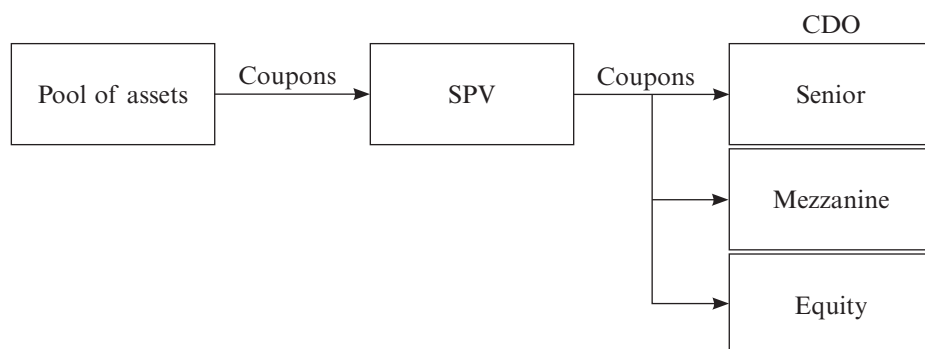 CDO
Pool of assets
Coupons
SPV
Coupons
Senior
Mezzanine
Equity